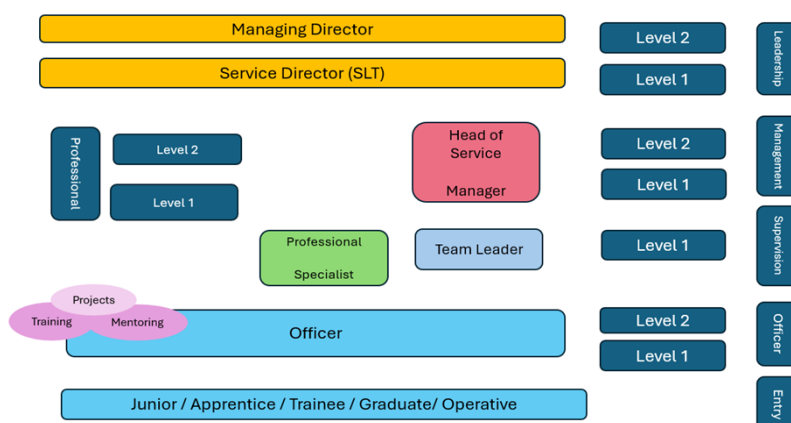 Managing Director
Level 2
Leadership
Service Director (SLT)
Level 1
Professional
Level 2
Level 1
Head of
Service
Manager
Level 2
Level 1
Management
Professional
Specialist
Team Leader
Level 1
Supervision
Projects
Training
Mentoring
Officer
Level 2
Level 1
Officer
Junior / Apprentice / Trainee / Graduate/ Operative
Entry